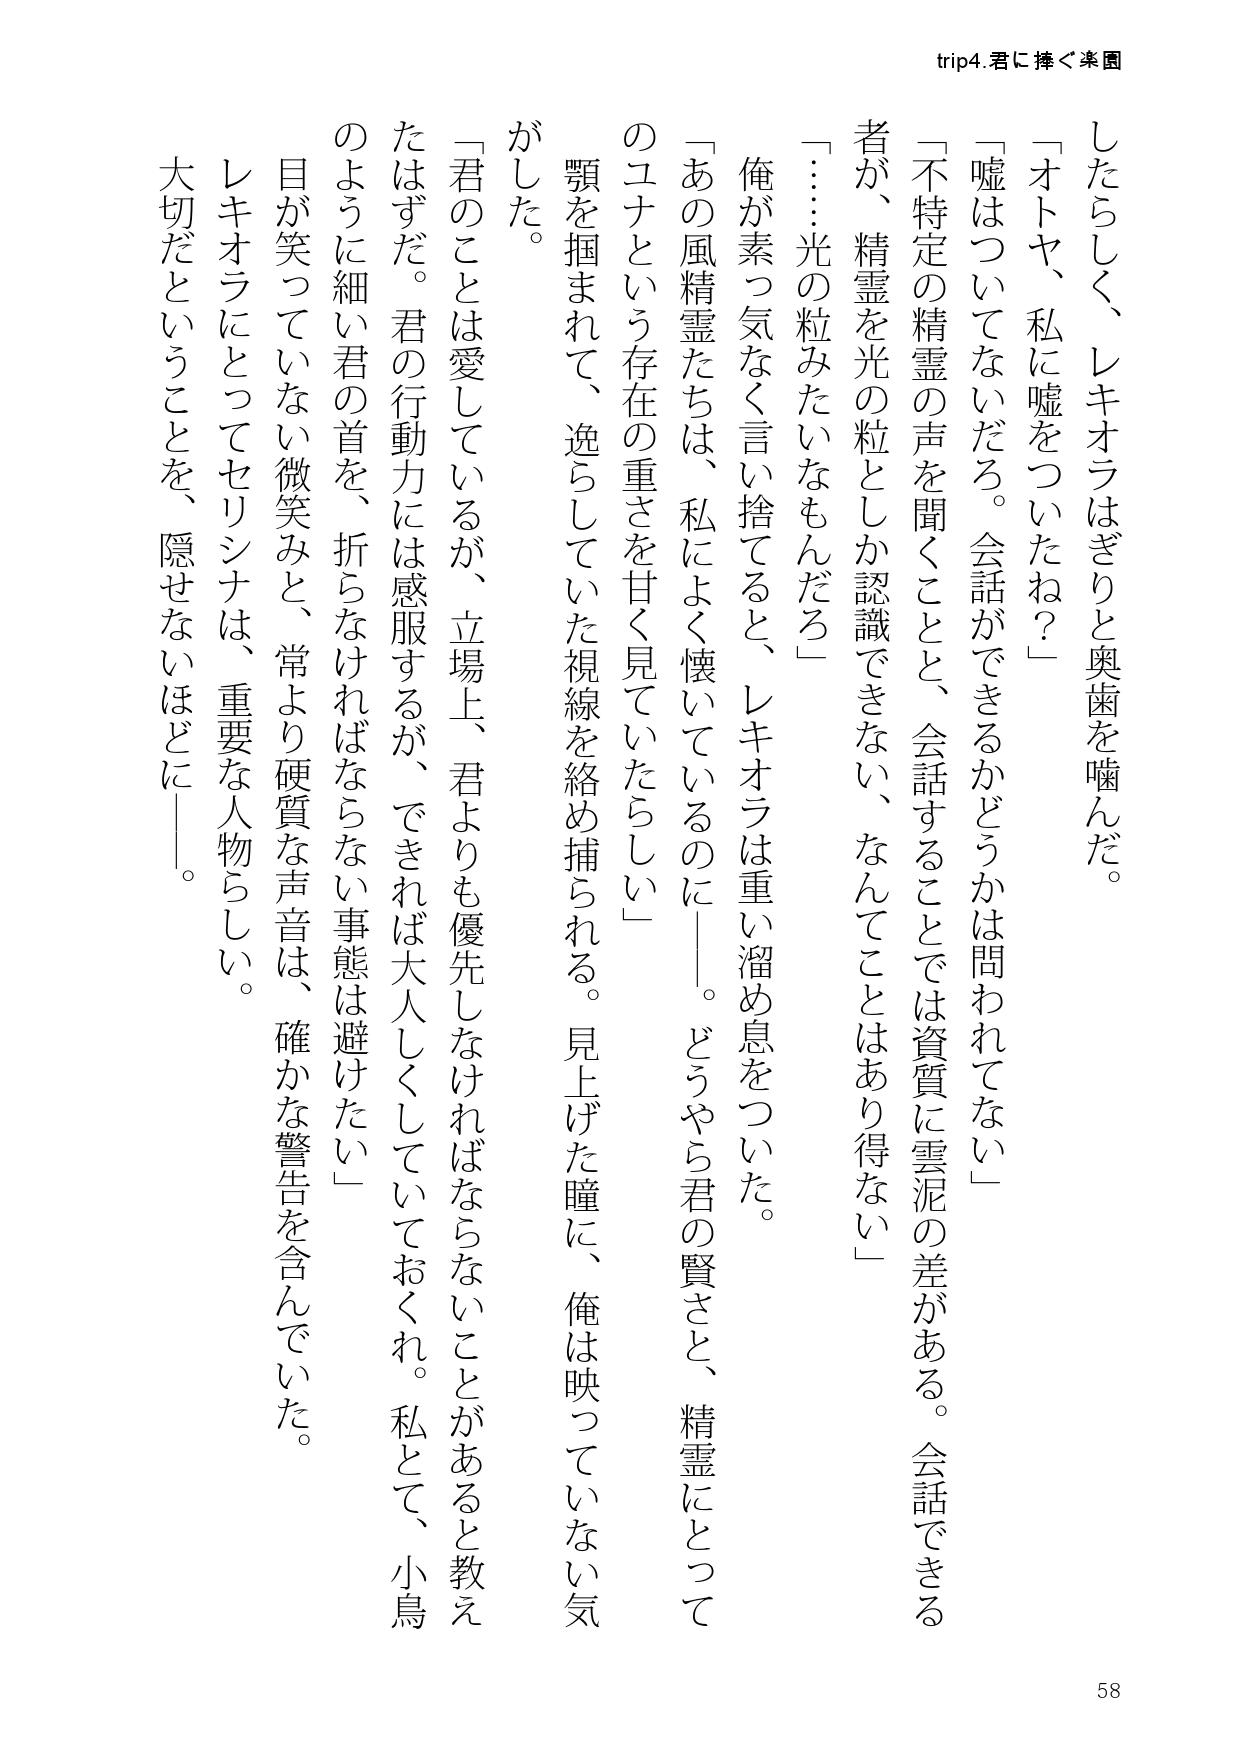 trip4.君に捧ぐ楽園
したらしく、レキオラはぎりと奥歯を噛んだ。
「オトヤ、私に嘘をついたね？」
「嘘はついてないだろ。会話ができるかどうかは問われてない」
「不特定の精霊の声を聞くことと、会話することでは資質に雲泥の差がある。会話できる
者が、精霊を光の粒としか認識できない、なんてことはあり得ない」
「……光の粒みたいなもんだろ」
俺が素っ気なく言い捨てると、レキオラは重い溜め息をついた。
「あの風精霊たちは、私によく懐いているのに――。どうやら君の賢さと、精霊にとって
のユナという存在の重さを甘く見ていたらしい」
顎を掴まれて、逸らしていた視線を絡め捕られる。見上げた瞳に、俺は映っていない気
がした。
「君のことは愛しているが、立場上、君よりも優先しなければならないことがあると教え
たはずだ。君の行動力には感服するが、できれば大人しくしていておくれ。私とて、小鳥
のように細い君の首を、折らなければならない事態は避けたい」
目が笑っていない微笑みと、常より硬質な声音は、確かな警告を含んでいた。
レキオラにとってセリシナは、重要な人物らしい。
大切だということを、隠せないほどに――。
58